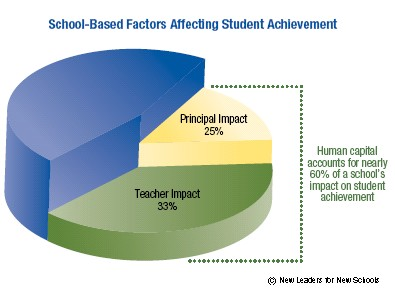 School-Based Factors Affecting Student Achievement
Principal Impact
25%
Teacher Impact
33%
Human capital
accounts for nearly
60% of a school's
impact on student
achievement
© New Leaders for New Schools